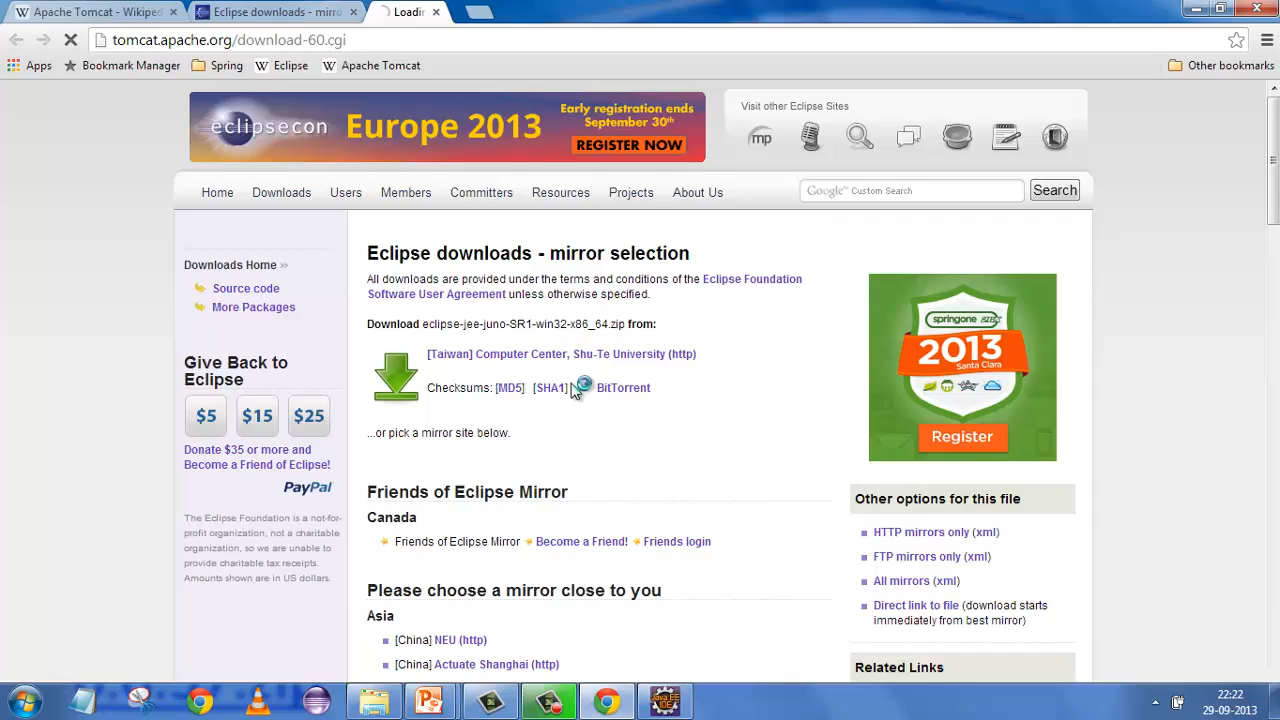 Apache Tomcat - Wikiped
Eclipse downloads - mirror
Loadin
tomcat.apache.org/download-60.cgi
Apps
Bookmark Manager
Spring
Eclipse
Apache Tomcat
Other bookmarks
eclipsecon
Europe 2013
Early registration ends
September 30th
REGISTER NOW
Visit other Eclipse Sites
mp
Home
Downloads
Users
Members
Committers
Resources
Projects
About Us
Google™ Custom Search
Search
Downloads Home
Source code
More Packages
Give Back to
Eclipse
$5
$15
$25
Donate $35 or more and
Become a Friend of Eclipse!
PayPal
The Eclipse Foundation is a not-for-
profit organization, not a charitable
organization, so we are unable to
provide charitable tax receipts.
Amounts shown are in US dollars.
Eclipse downloads - mirror selection
All downloads are provided under the terms and conditions of the Eclipse Foundation
Software User Agreement unless otherwise specified.
Download eclipse-jee-juno-SR1-win32-x86_64.zip from:
[Taiwan] Computer Center, Shu-Te University (http)
Checksums: [MD5] [SHA1] BitTorrent
...or pick a mirror site below.
Friends of Eclipse Mirror
Canada
Friends of Eclipse Mirror Become a Friend! Friends login
Please choose a mirror close to you
Asia
[China] NEU (http)
[China] Actuate Shanghai (http)
springone
2013
Santa Clara
Register
Other options for this file
HTTP mirrors only (xml)
FTP mirrors only (xml)
All mirrors (xml)
Direct link to file (download starts
immediately from best mirror)
Related Links
Java EE
IDE
22:22
29-09-2013